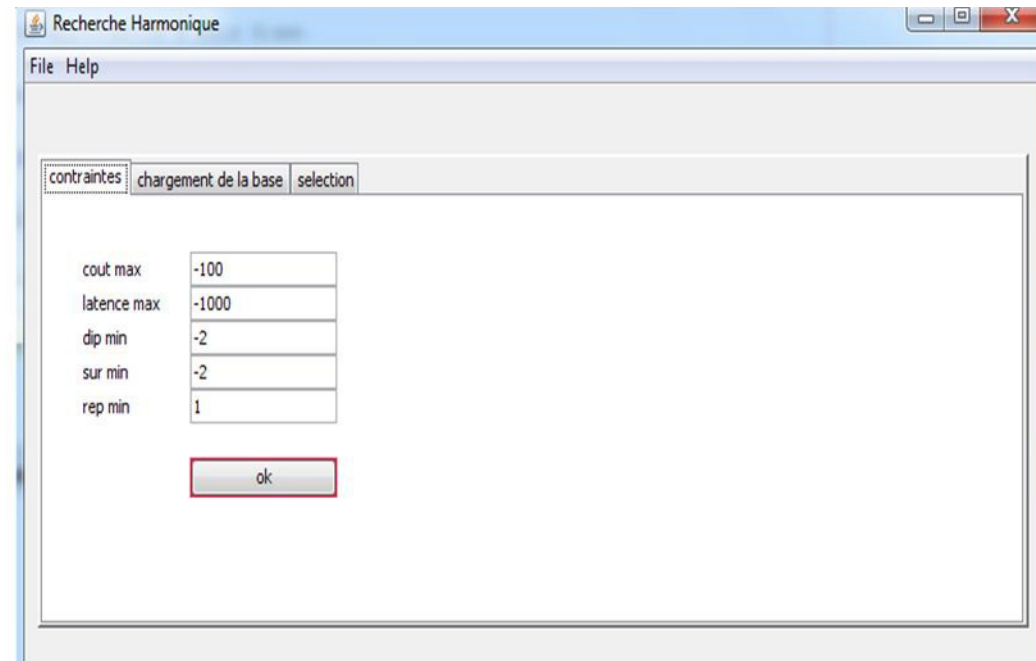 Recherche Harmonique
File Help
contraintes chargement de la base selection
cout max -100
latence max -1000
dip min -2
sur min -2
rep min 1
ok